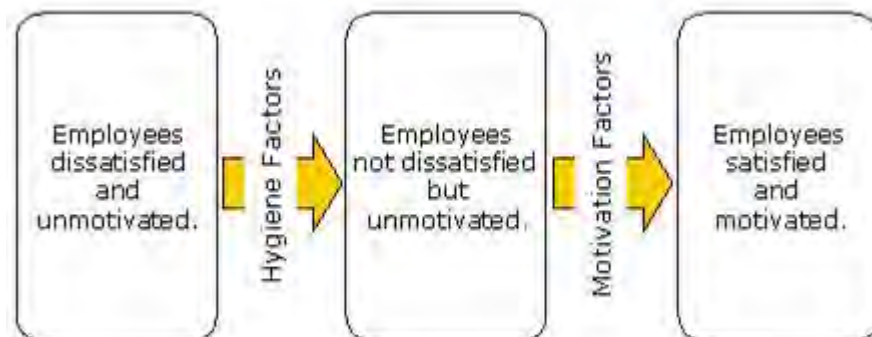 Employees
dissatisfied
and
unmotivated.
Hygiene Factors
Employees
not dissatisfied
but
unmotivated.
Motivation Factors
Employees
satisfied
and
motivated.